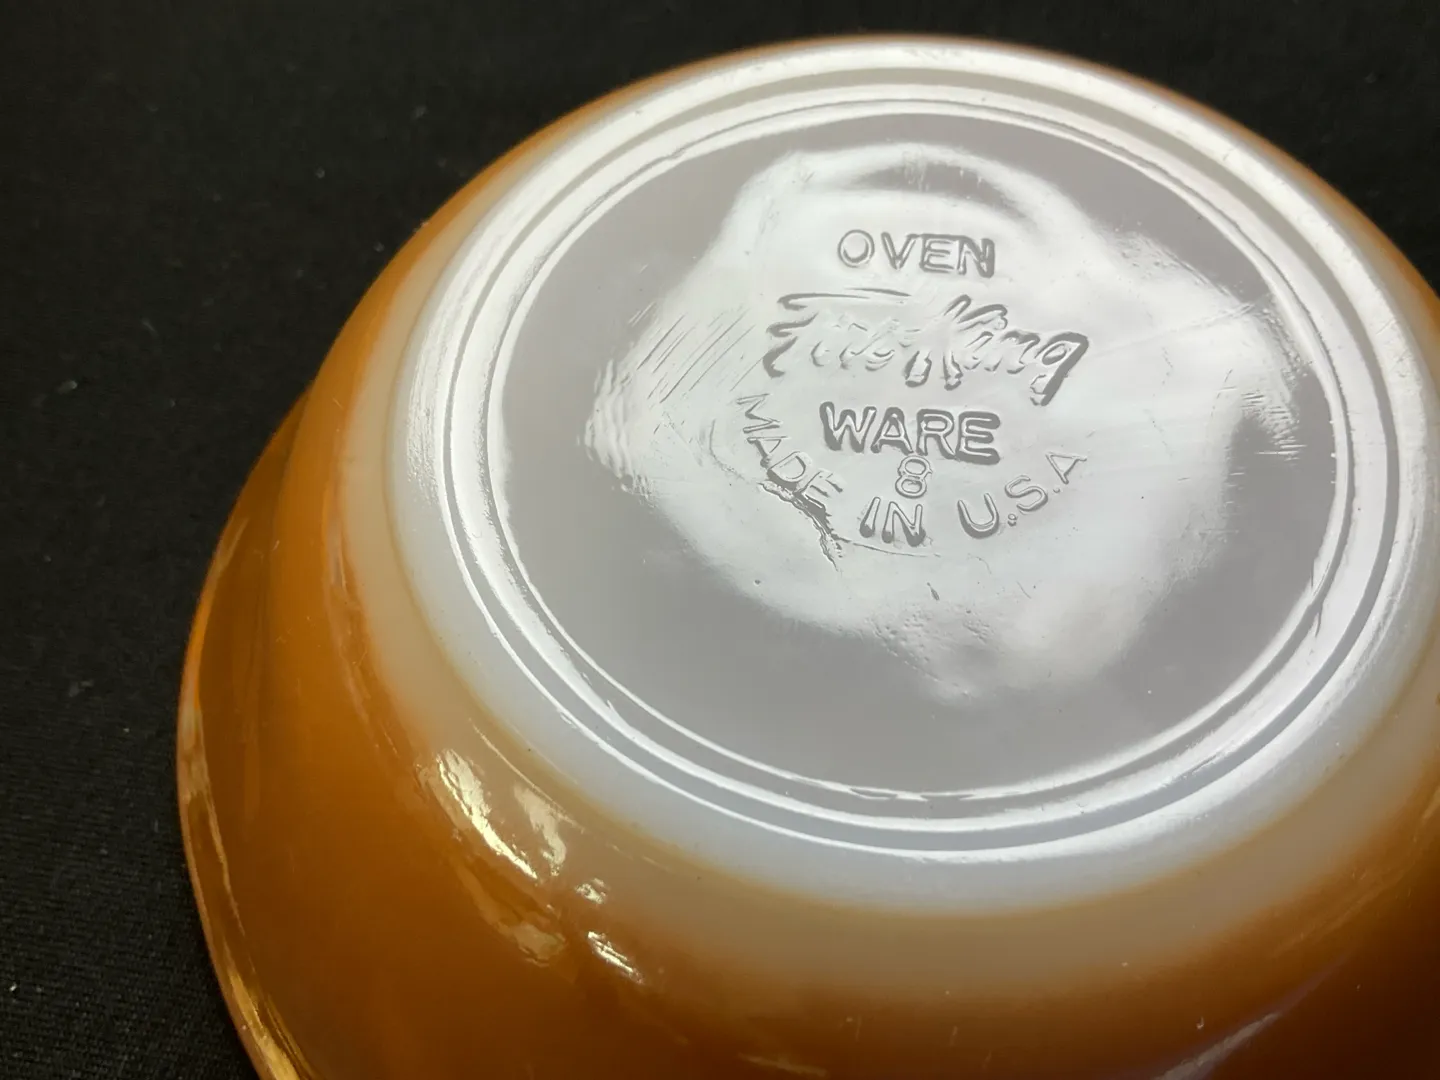 OVEN
Fire-King
WARE
8
MADE IN U.S.A